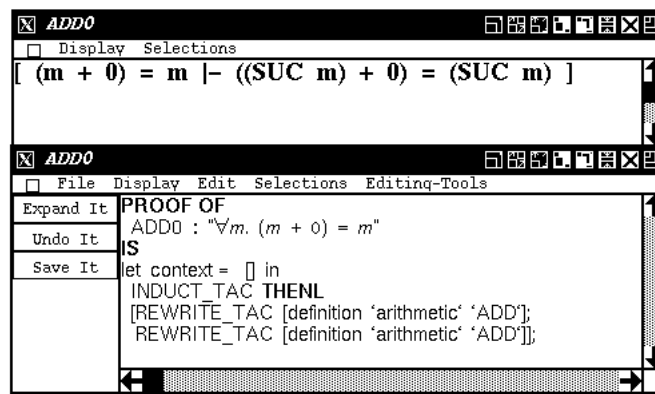 ADD0
Display Selections
[ (m + 0) = m |− ((SUC m) + 0) = (SUC m) ]
ADD0
File Display Edit Selections Editing-Tools
Expand It
Undo It
Save It
PROOF OF
ADD0 : "∀m. (m + 0) = m"
IS
let context = [] in
INDUCT_TAC THENL
[REWRITE_TAC [definition ‘arithmetic‘ ‘ADD‘];
REWRITE_TAC [definition ‘arithmetic‘ ‘ADD‘]];